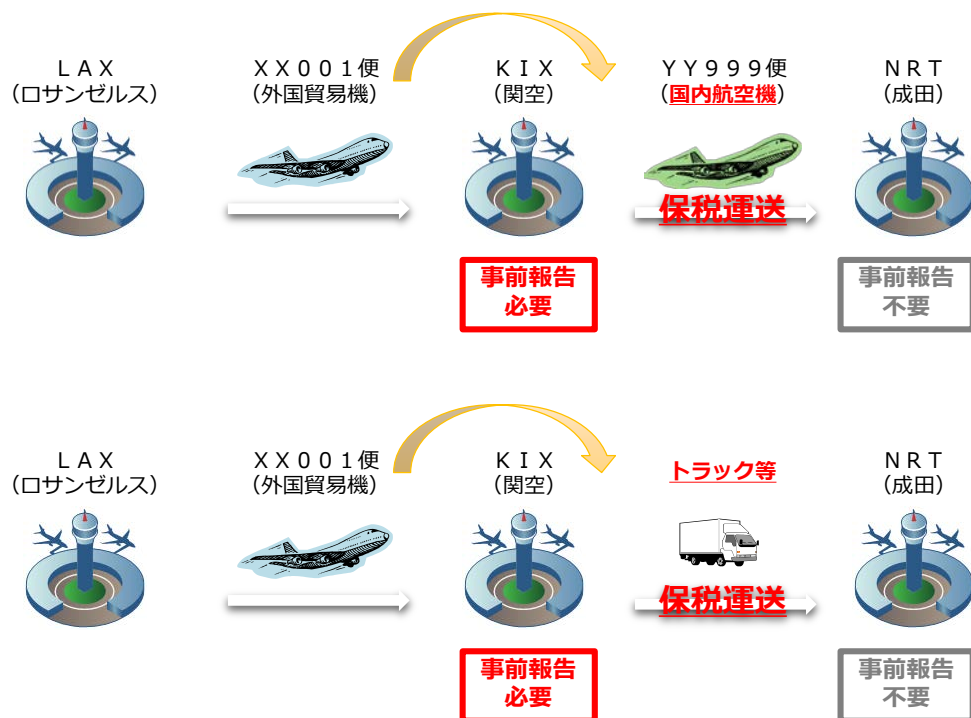 ＬＡＸ
（ロサンゼルス）
ＸＸ００１便
（外国貿易機）
ＫＩＸ
（関空）
ＹＹ９９９便
（国内航空機）
ＮＲＴ
（成田）
保税運送
事前報告
必要
事前報告
不要
ＬＡＸ
（ロサンゼルス）
ＸＸ００１便
（外国貿易機）
ＫＩＸ
（関空）
トラック等
ＮＲＴ
（成田）
保税運送
事前報告
必要
事前報告
不要